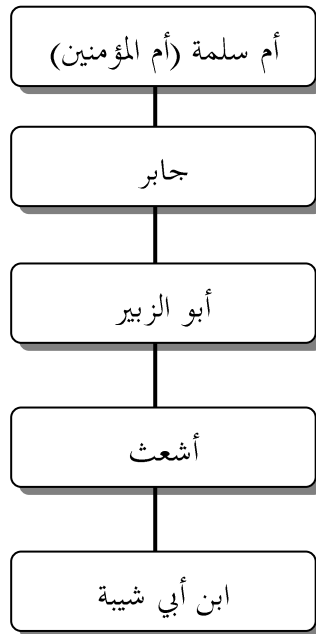 أم سلمة (أم المؤمنين)
جابر
أبو الزبير
أشعث
ابن أبي شيبة